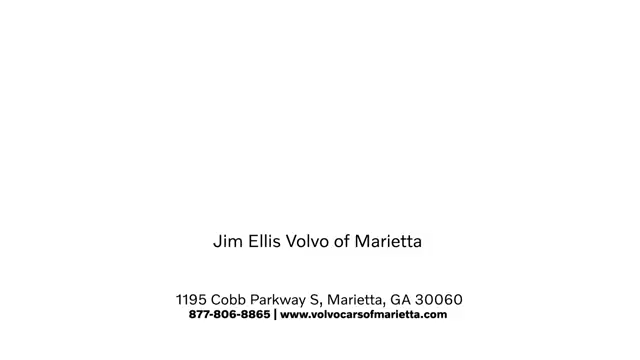 Jim Ellis Volvo of Marietta
1195 Cobb Parkway S, Marietta, GA 30060
877-806-8865 | www.volvocarsofmarietta.com